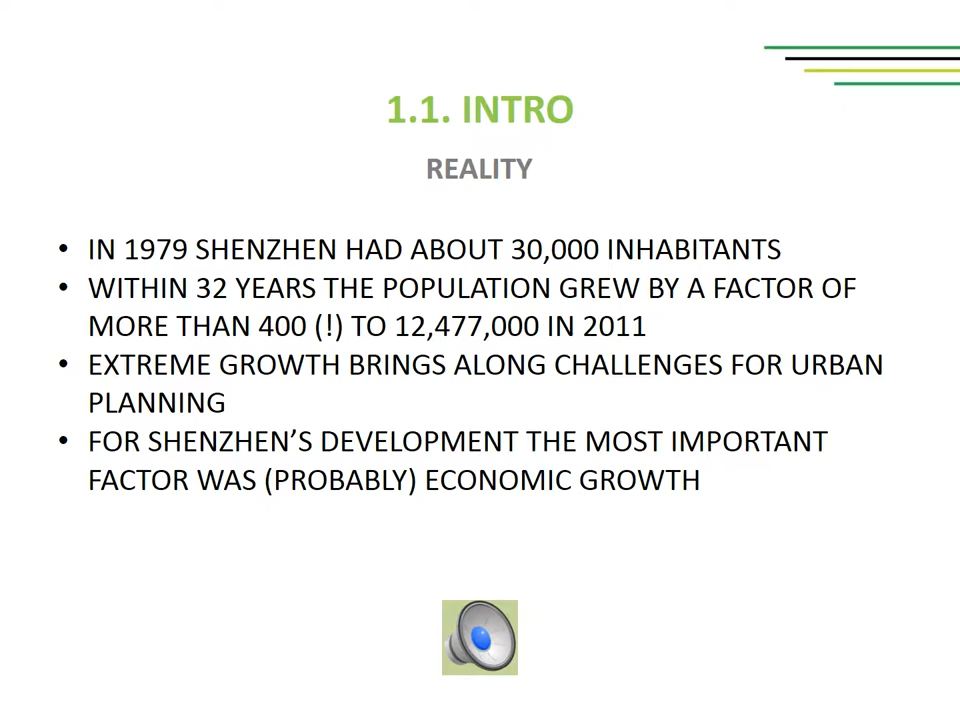 1.1. INTRO
REALITY
• IN 1979 SHENZHEN HAD ABOUT 30,000 INHABITANTS
• WITHIN 32 YEARS THE POPULATION GREW BY A FACTOR OF
MORE THAN 400 (!) TO 12,477,000 IN 2011
• EXTREME GROWTH BRINGS ALONG CHALLENGES FOR URBAN
PLANNING
• FOR SHENZHEN’S DEVELOPMENT THE MOST IMPORTANT
FACTOR WAS (PROBABLY) ECONOMIC GROWTH